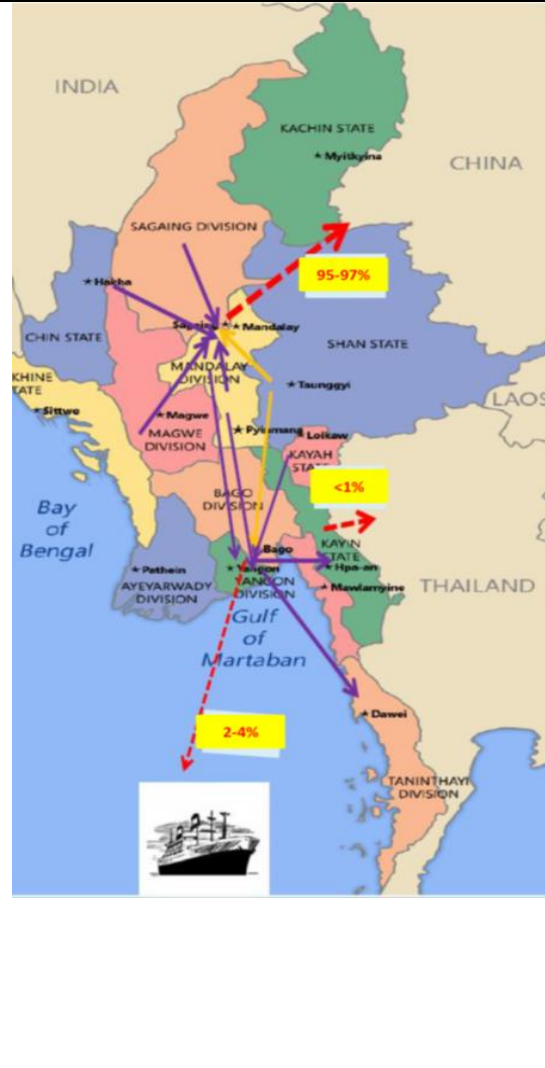 INDIA
KACHIN STATE
Myitkyina
CHINA
SAGAING DIVISION
95-97%
Hakha
Mandalay
CHIN STATE
SHAN STATE
MANDALAY
DIVISION
KHINE
TATE
Taunggyi
LAOS
Sittwe
Magwe
MAGWE
DIVISION
Loikaw
KAYAH
<1%
BAGO
DIVISION
Bay
of
Bengal
Bago
KAYIN
STATE
Pathein
Hpa-an
AYEYARWADY
DIVISION
DIVISION
Mawlamyine
THAILAND
Gulf
of
Martaban
Dawei
2-4%
TANINTHAYI
DIVISION